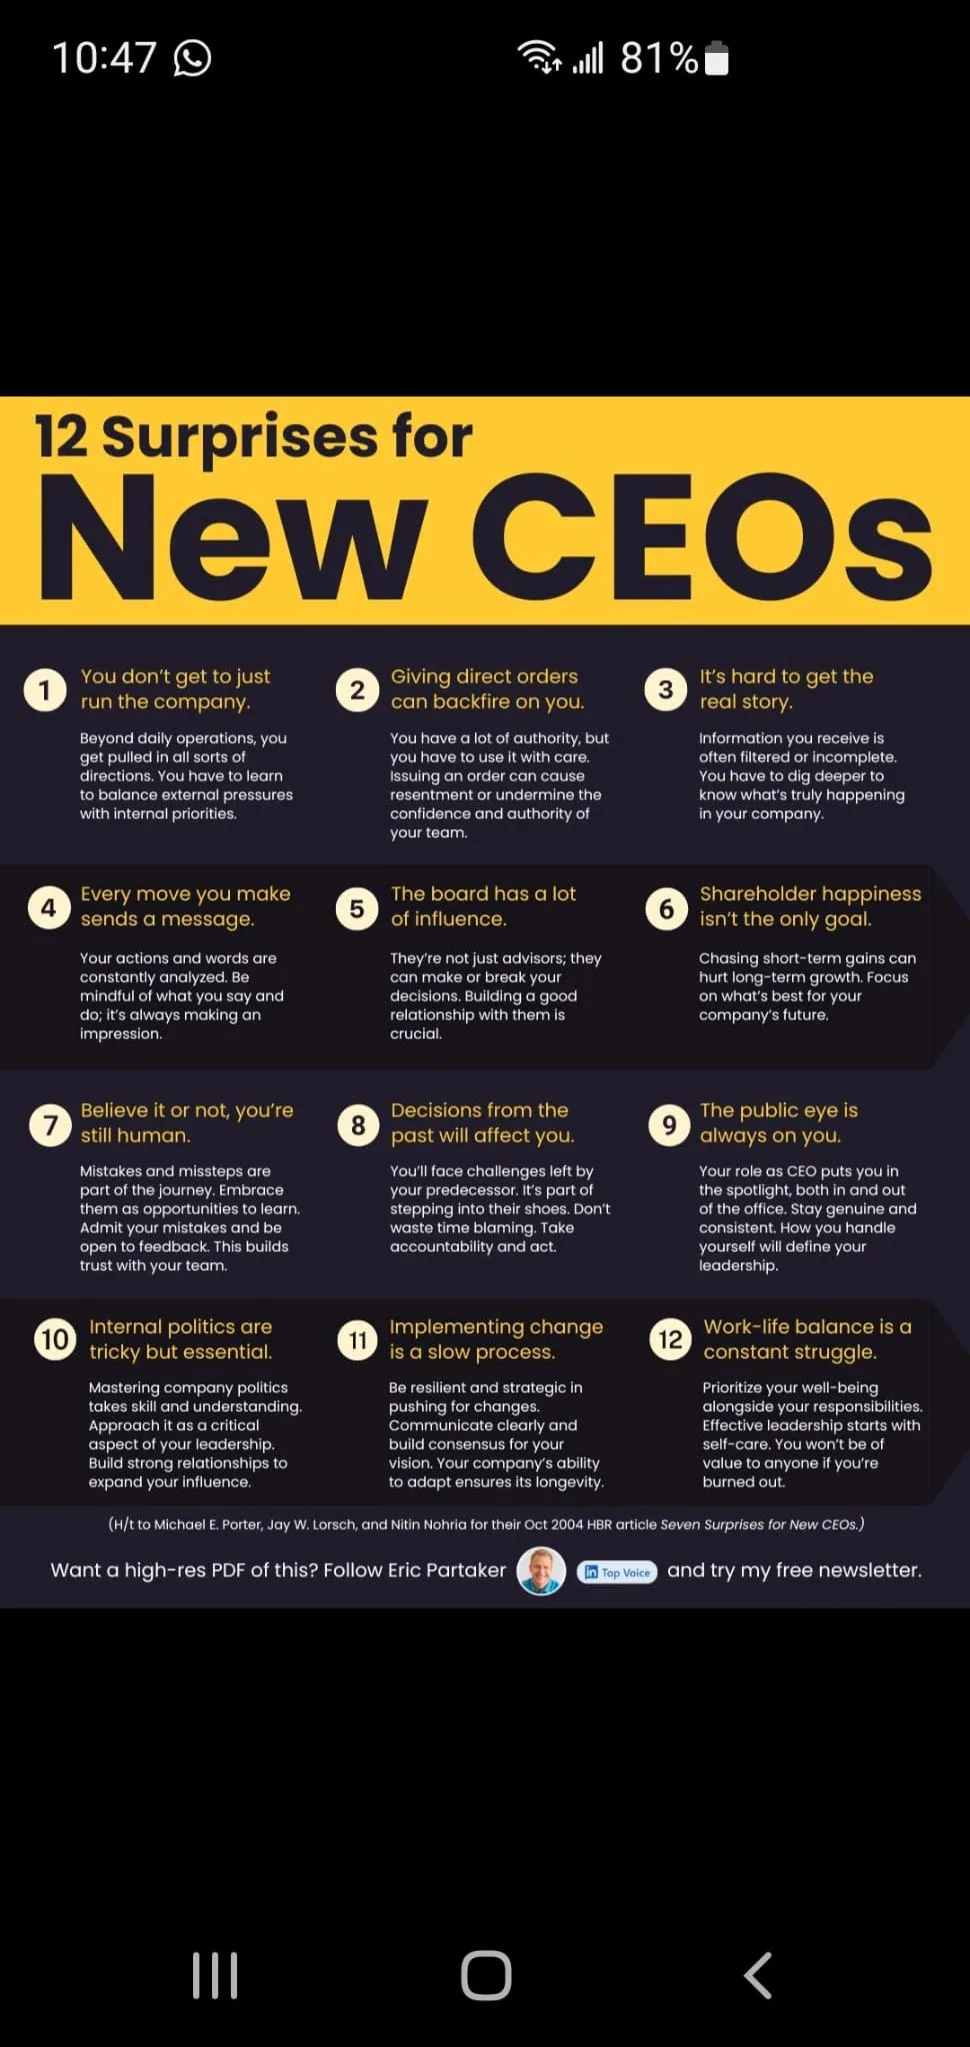 10:47
81%
12 Surprises for
New CEOs
1
You don't get to just
run the company.
Beyond daily operations, you
get pulled in all sorts of
directions. You have to learn
to balance external pressures
with internal priorities.
2
Giving direct orders
can backfire on you.
You have a lot of authority, but
you have to use it with care.
Issuing an order can cause
resentment or undermine the
confidence and authority of
your team.
3
It's hard to get the
real story.
Information you receive is
often filtered or incomplete.
You have to dig deeper to
know what's truly happening
in your company.
4
Every move you make
sends a message.
Your actions and words are
constantly analyzed. Be
mindful of what you say and
do; it's always making an
impression.
5
The board has a lot
of influence.
They're not just advisors; they
can make or break your
decisions. Building a good
relationship with them is
crucial.
6
Shareholder happiness
isn't the only goal.
Chasing short-term gains can
hurt long-term growth. Focus
on what's best for your
company's future.
7
Believe it or not, you're
still human.
Mistakes and missteps are
part of the journey. Embrace
them as opportunities to learn.
Admit your mistakes and be
open to feedback. This builds
trust with your team.
8
Decisions from the
past will affect you.
You'll face challenges left by
your predecessor. It's part of
stepping into their shoes. Don't
waste time blaming. Take
accountability and act.
9
The public eye is
always on you.
Your role as CEO puts you in
the spotlight, both in and out
of the office. Stay genuine and
consistent. How you handle
yourself will define your
leadership.
10
Internal politics are
tricky but essential.
Mastering company politics
takes skill and understanding.
Approach it as a critical
aspect of your leadership.
Build strong relationships to
expand your influence.
11
Implementing change
is a slow process.
Be resilient and strategic in
pushing for changes.
Communicate clearly and
build consensus for your
vision. Your company's ability
to adapt ensures its longevity.
12
Work-life balance is a
constant struggle.
Prioritize your well-being
alongside your responsibilities.
Effective leadership starts with
self-care. You won't be of
value to anyone if you're
burned out.
(H/t to Michael E. Porter, Jay W. Lorsch, and Nitin Nohria for their Oct 2004 HBR article Seven Surprises for New CEOs.)
Want a high-res PDF of this? Follow Eric Partaker in Top Voice and try my free newsletter.